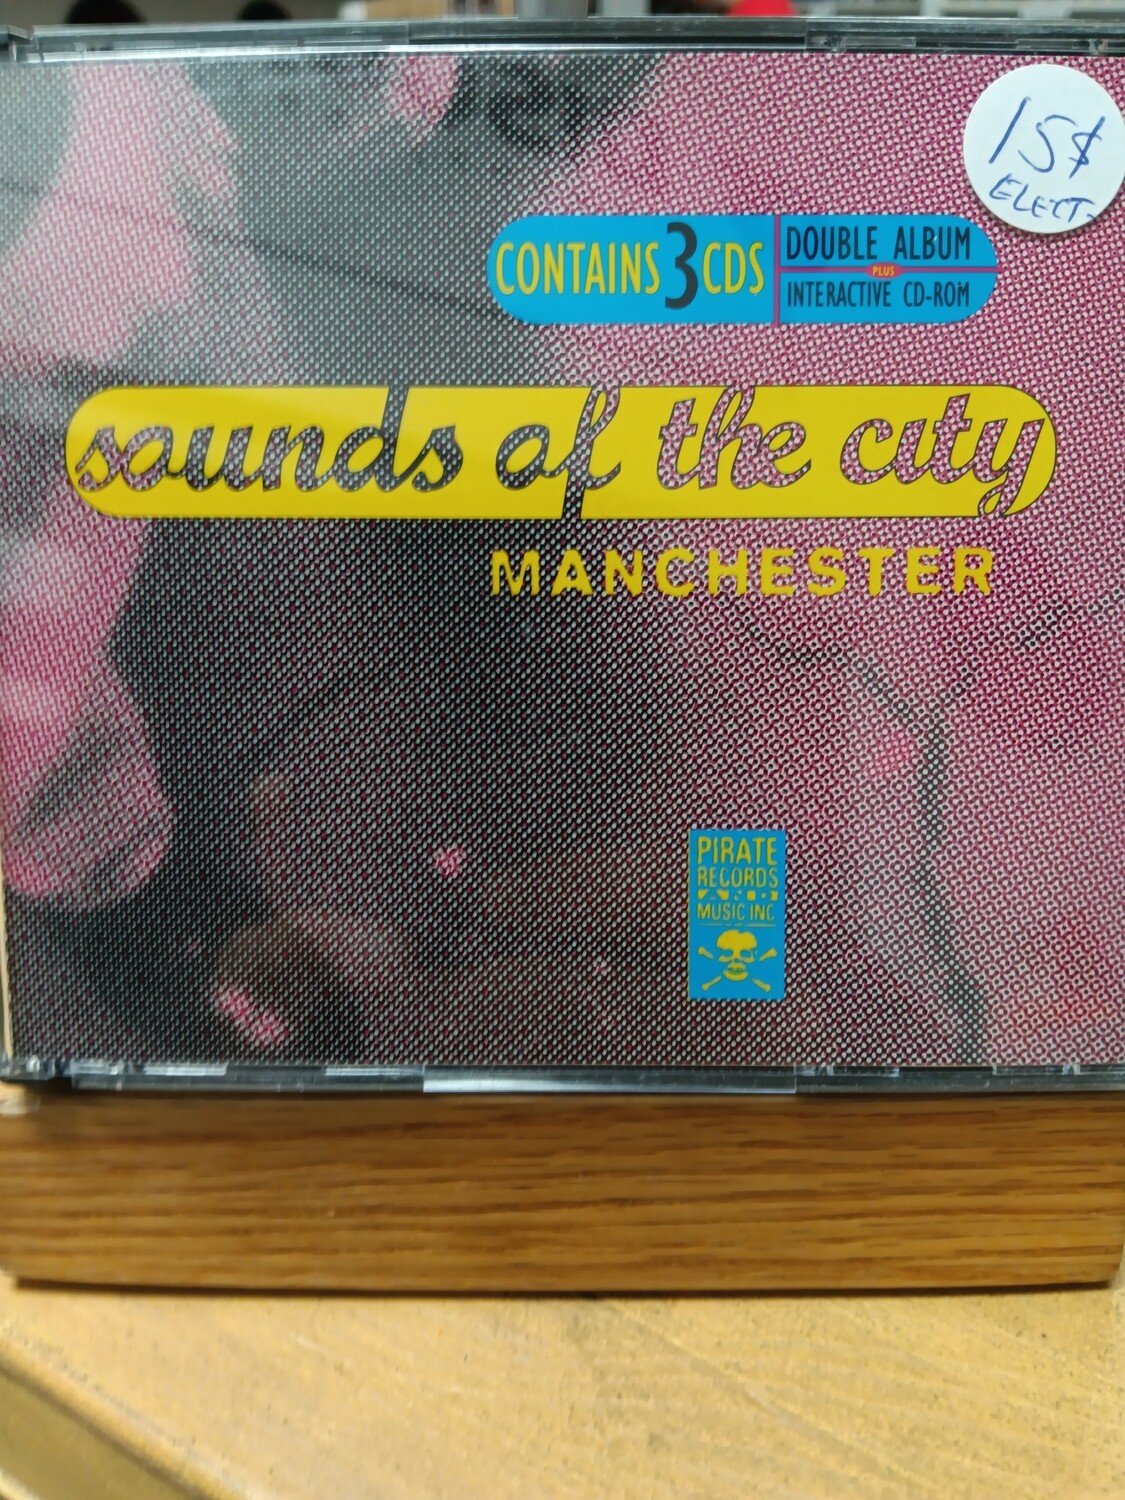 15$
ELECT-
CONTAINS 3 CDS
DOUBLE ALBUM
PLUS
INTERACTIVE CD-ROM
sounds of the city
MANCHESTER
PIRATE
RECORDS
AND
MUSIC INC